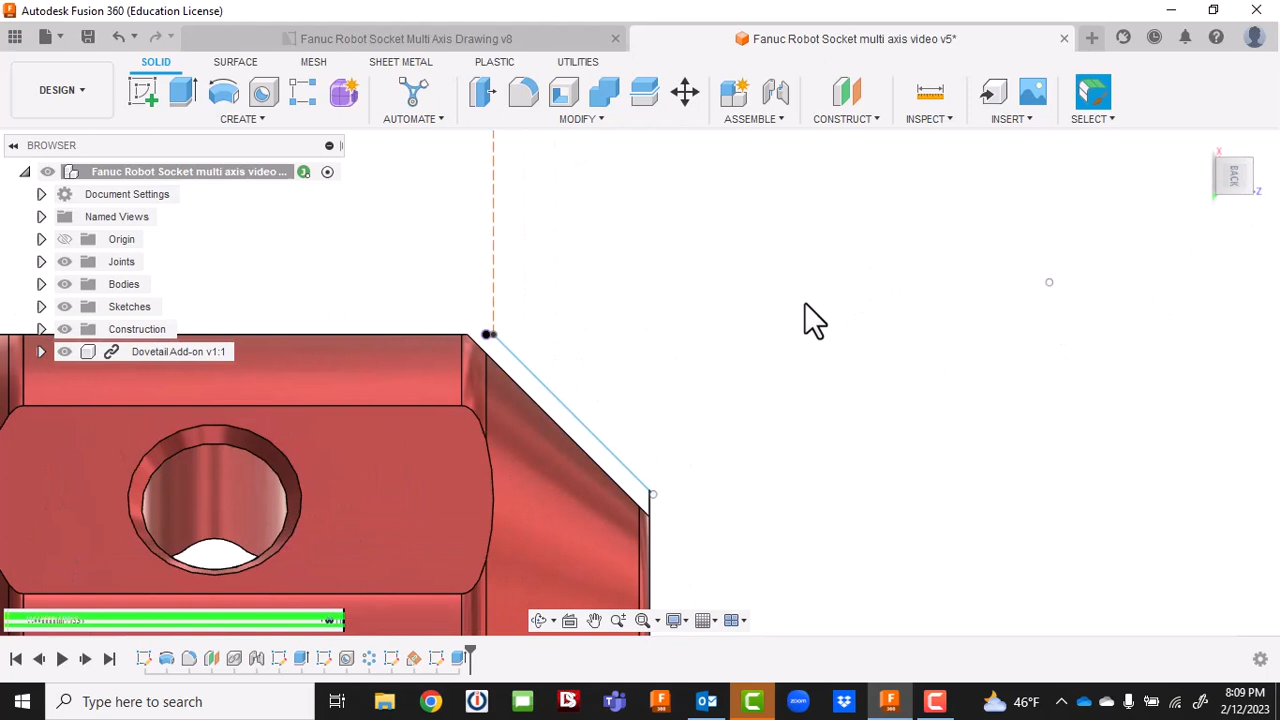 Autodesk Fusion 360 (Education License)
Fanuc Robot Socket Multi Axis Drawing v8
Fanuc Robot Socket multi axis video v5*
SOLID SURFACE MESH SHEET METAL PLASTIC UTILITIES
DESIGN
CREATE AUTOMATE MODIFY ASSEMBLE CONSTRUCT INSPECT INSERT SELECT
BROWSER
Fanuc Robot Socket multi axis video ...
Document Settings
Named Views
Origin
Joints
Bodies
Sketches
Construction
Dovetail Add-on v1:1
X
BACK
Z
Type here to search
46°F
8:09 PM
2/12/2023